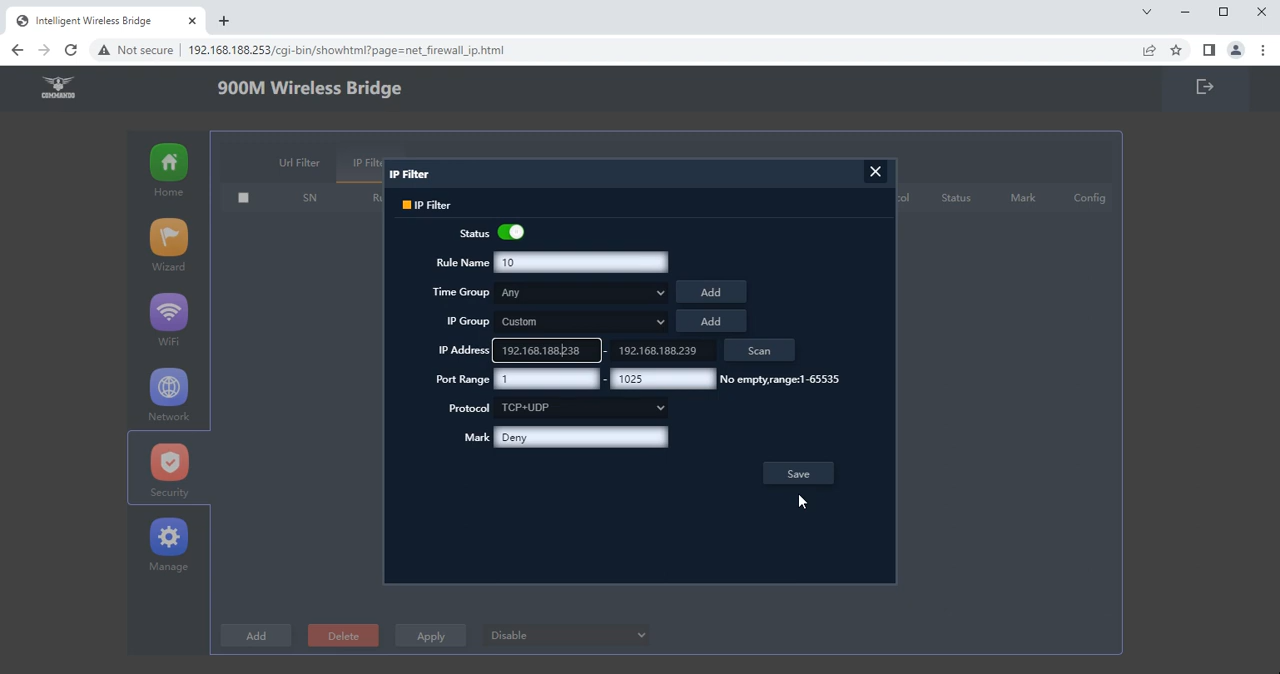 Intelligent Wireless Bridge
Not secure
192.168.188.253/cgi-bin/showhtml?page=net_firewall_ip.html
COMMANDO
900M Wireless Bridge
Home
Wizard
WiFi
Network
Security
Manage
Url Filter
IP Filte
SN
Ru
ol
Status
Mark
Config
IP Filter
IP Filter
Status
Rule Name
10
Time Group
Any
Add
IP Group
Custom
Add
IP Address
192.168.188.238
-
192.168.188.239
Scan
Port Range
1
-
1025
No empty,range:1-65535
Protocol
TCP+UDP
Mark
Deny
Save
Add
Delete
Apply
Disable